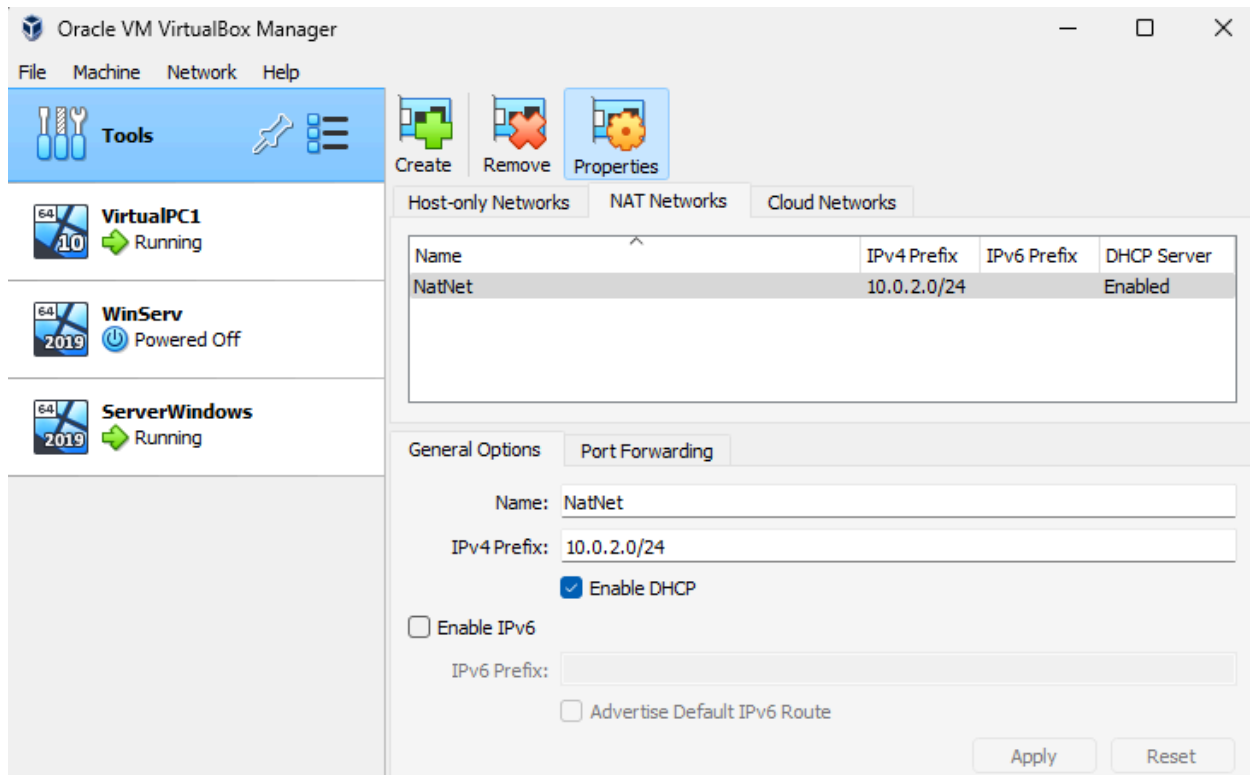 Oracle VM VirtualBox Manager
File Machine Network Help
Tools
Create Remove Properties
64
10
VirtualPC1
Running
64
2019
WinServ
Powered Off
64
2019
ServerWindows
Running
Host-only Networks NAT Networks Cloud Networks
Name IPv4 Prefix IPv6 Prefix DHCP Server
NatNet 10.0.2.0/24 Enabled
General Options Port Forwarding
Name: NatNet
IPv4 Prefix: 10.0.2.0/24
Enable DHCP
Enable IPv6
IPv6 Prefix:
Advertise Default IPv6 Route
Apply Reset